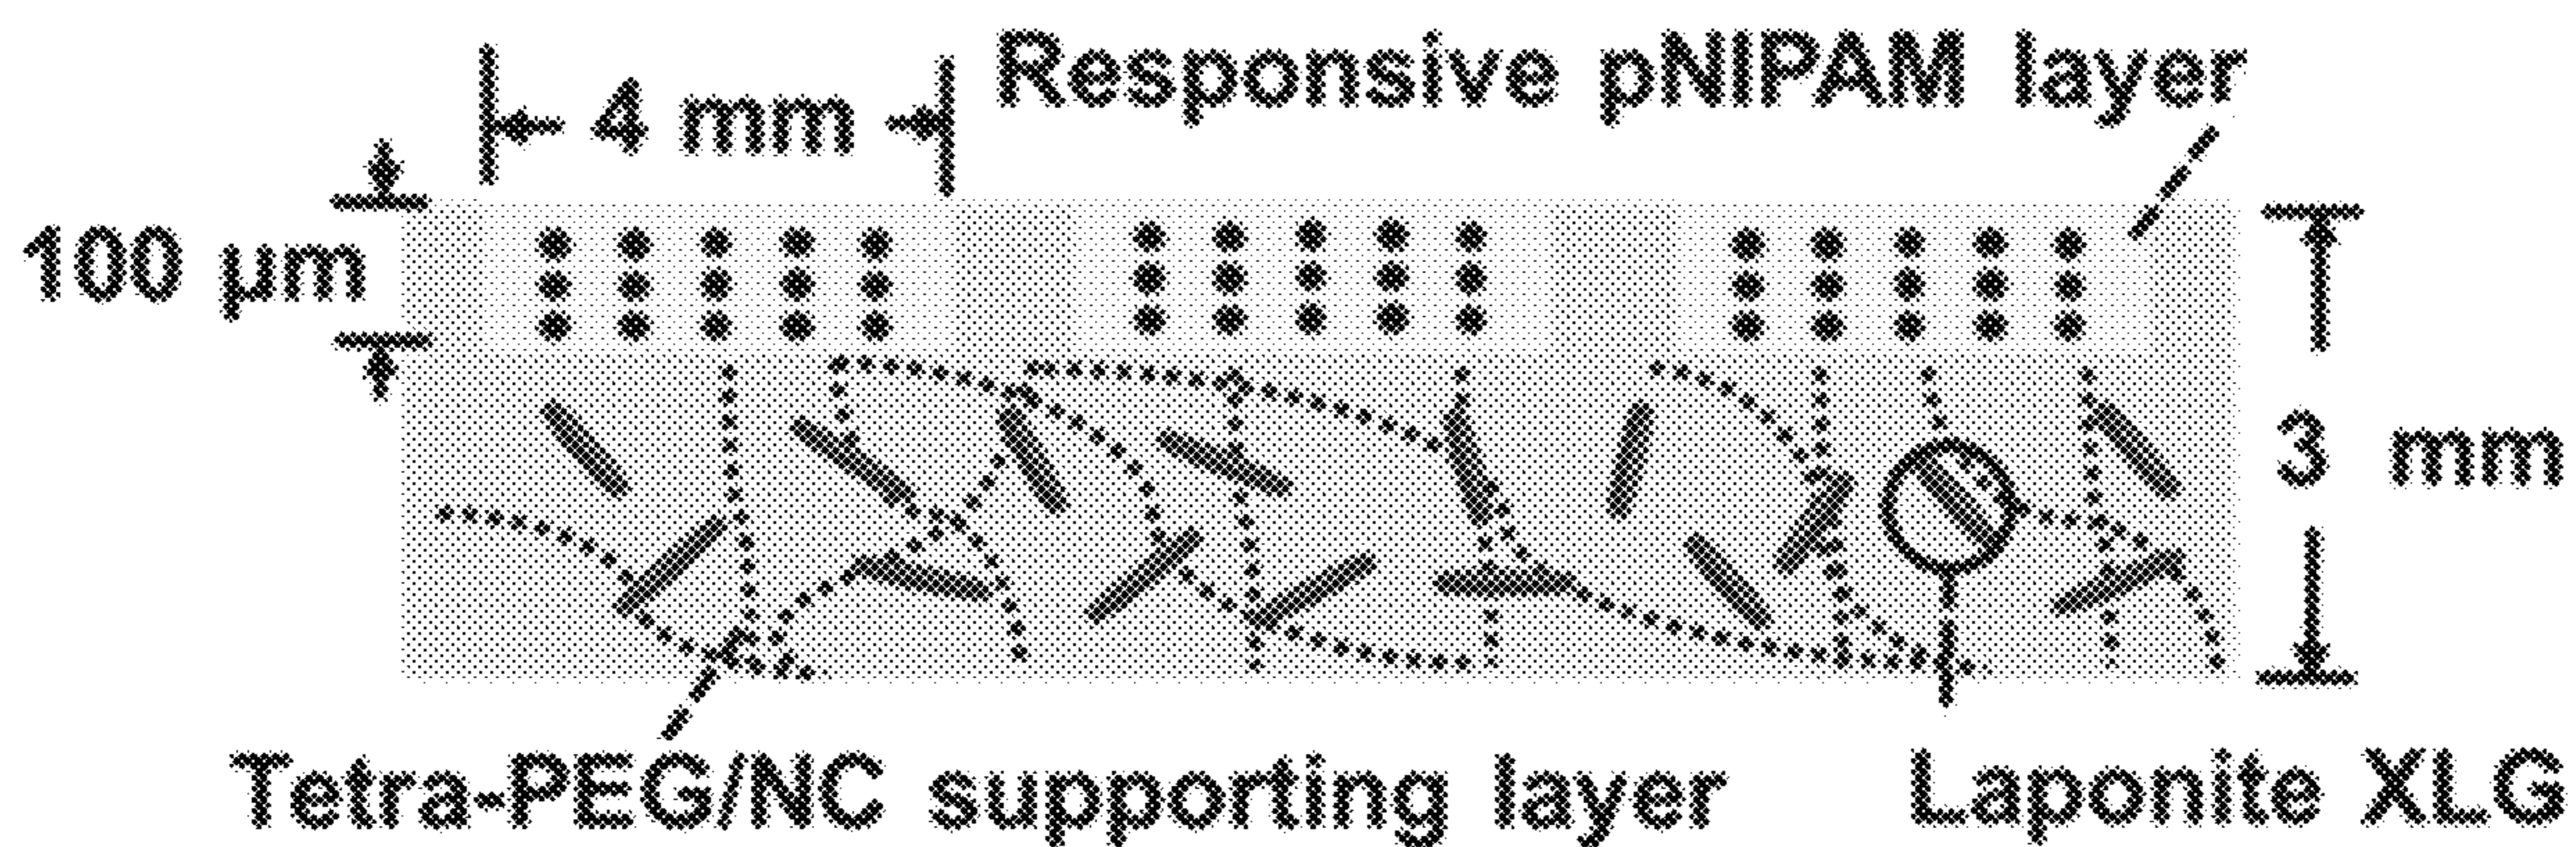 Responsive pNIPAM layer
4 mm
100 µm
3 mm
Tetra-PEG/NC supporting layer
Laponite XLG